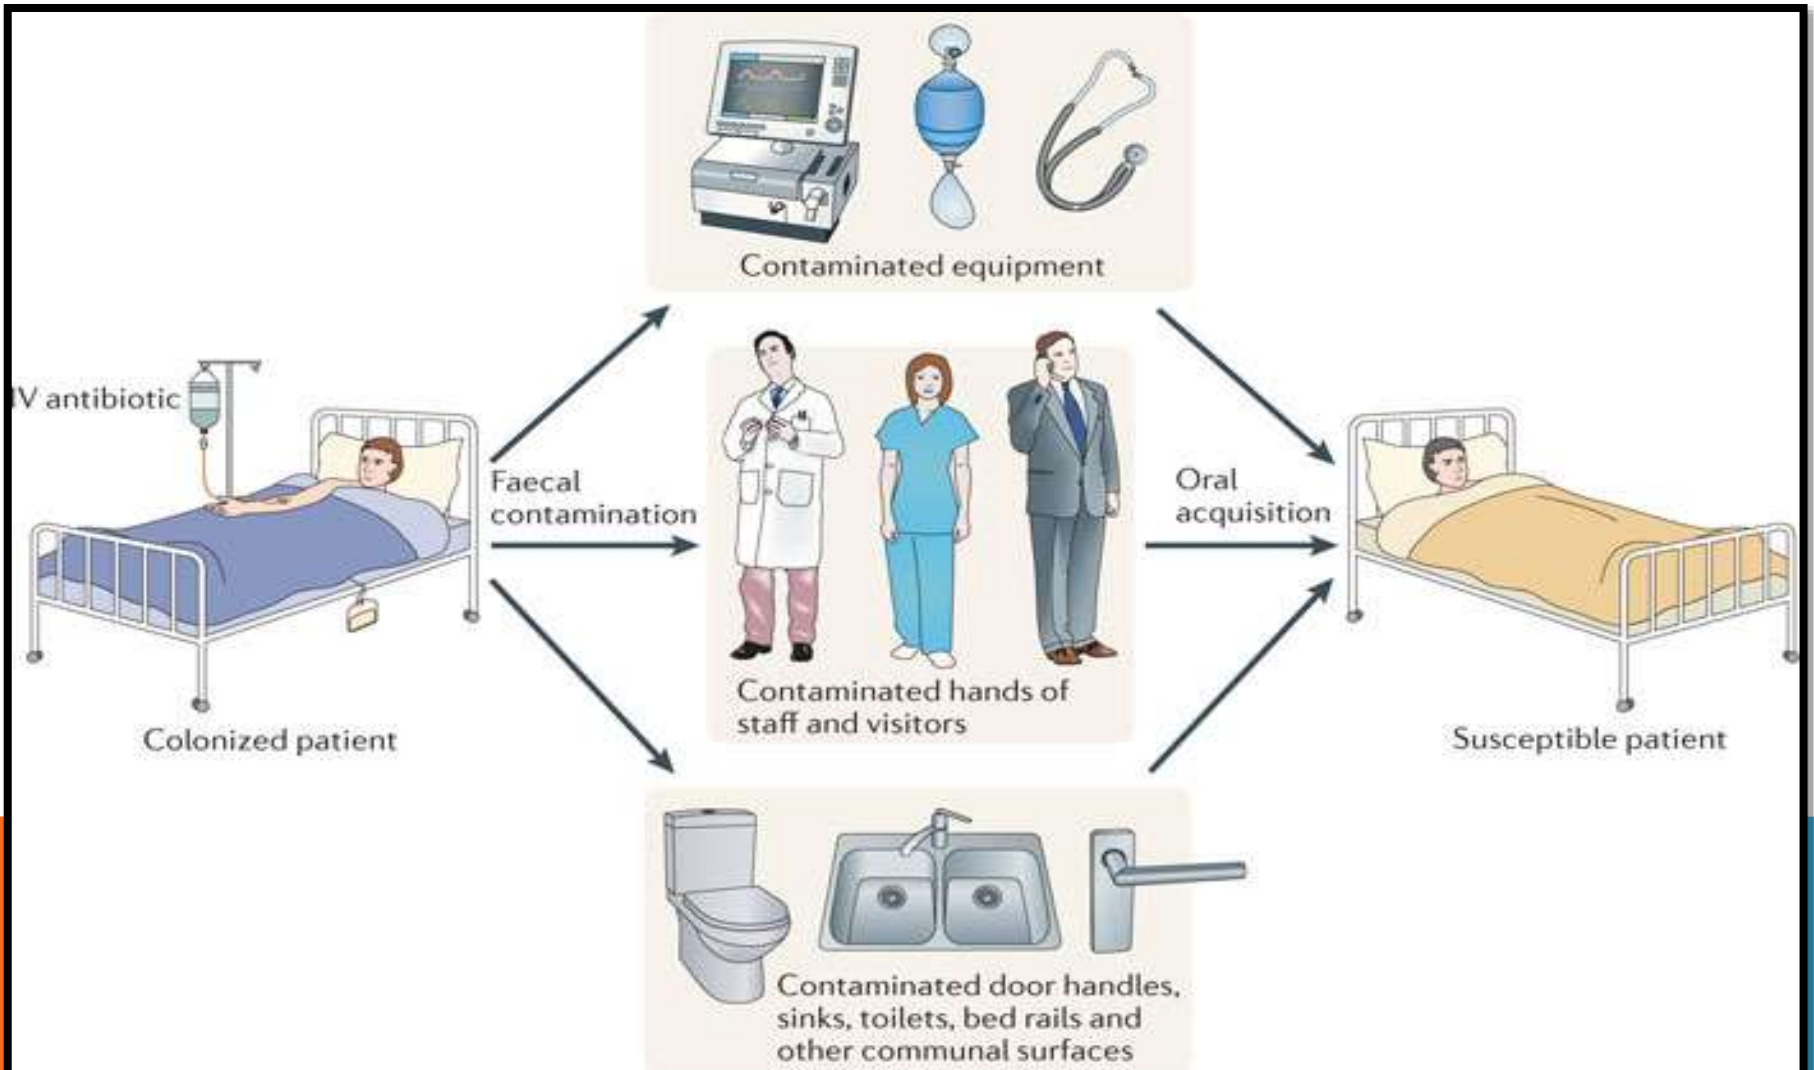 Contaminated equipment
IV antibiotic
Faecal
contamination
Oral
acquisition
Contaminated hands of
staff and visitors
Colonized patient
Susceptible patient
Contaminated door handles,
sinks, toilets, bed rails and
other communal surfaces